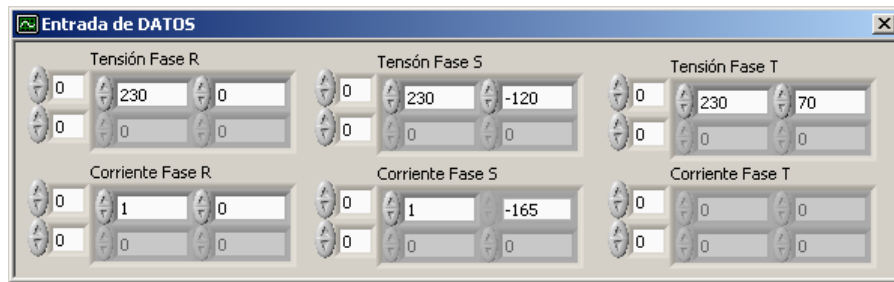 Entrada de DATOS
Tensión Fase R
Tensón Fase S
Tensión Fase T
0 230 0
0 230 -120
0 230 70
0 0 0
0 0 0
0 0 0
Corriente Fase R
Corriente Fase S
Corriente Fase T
0 1 0
0 1 -165
0 0 0
0 0 0
0 0 0
0 0 0